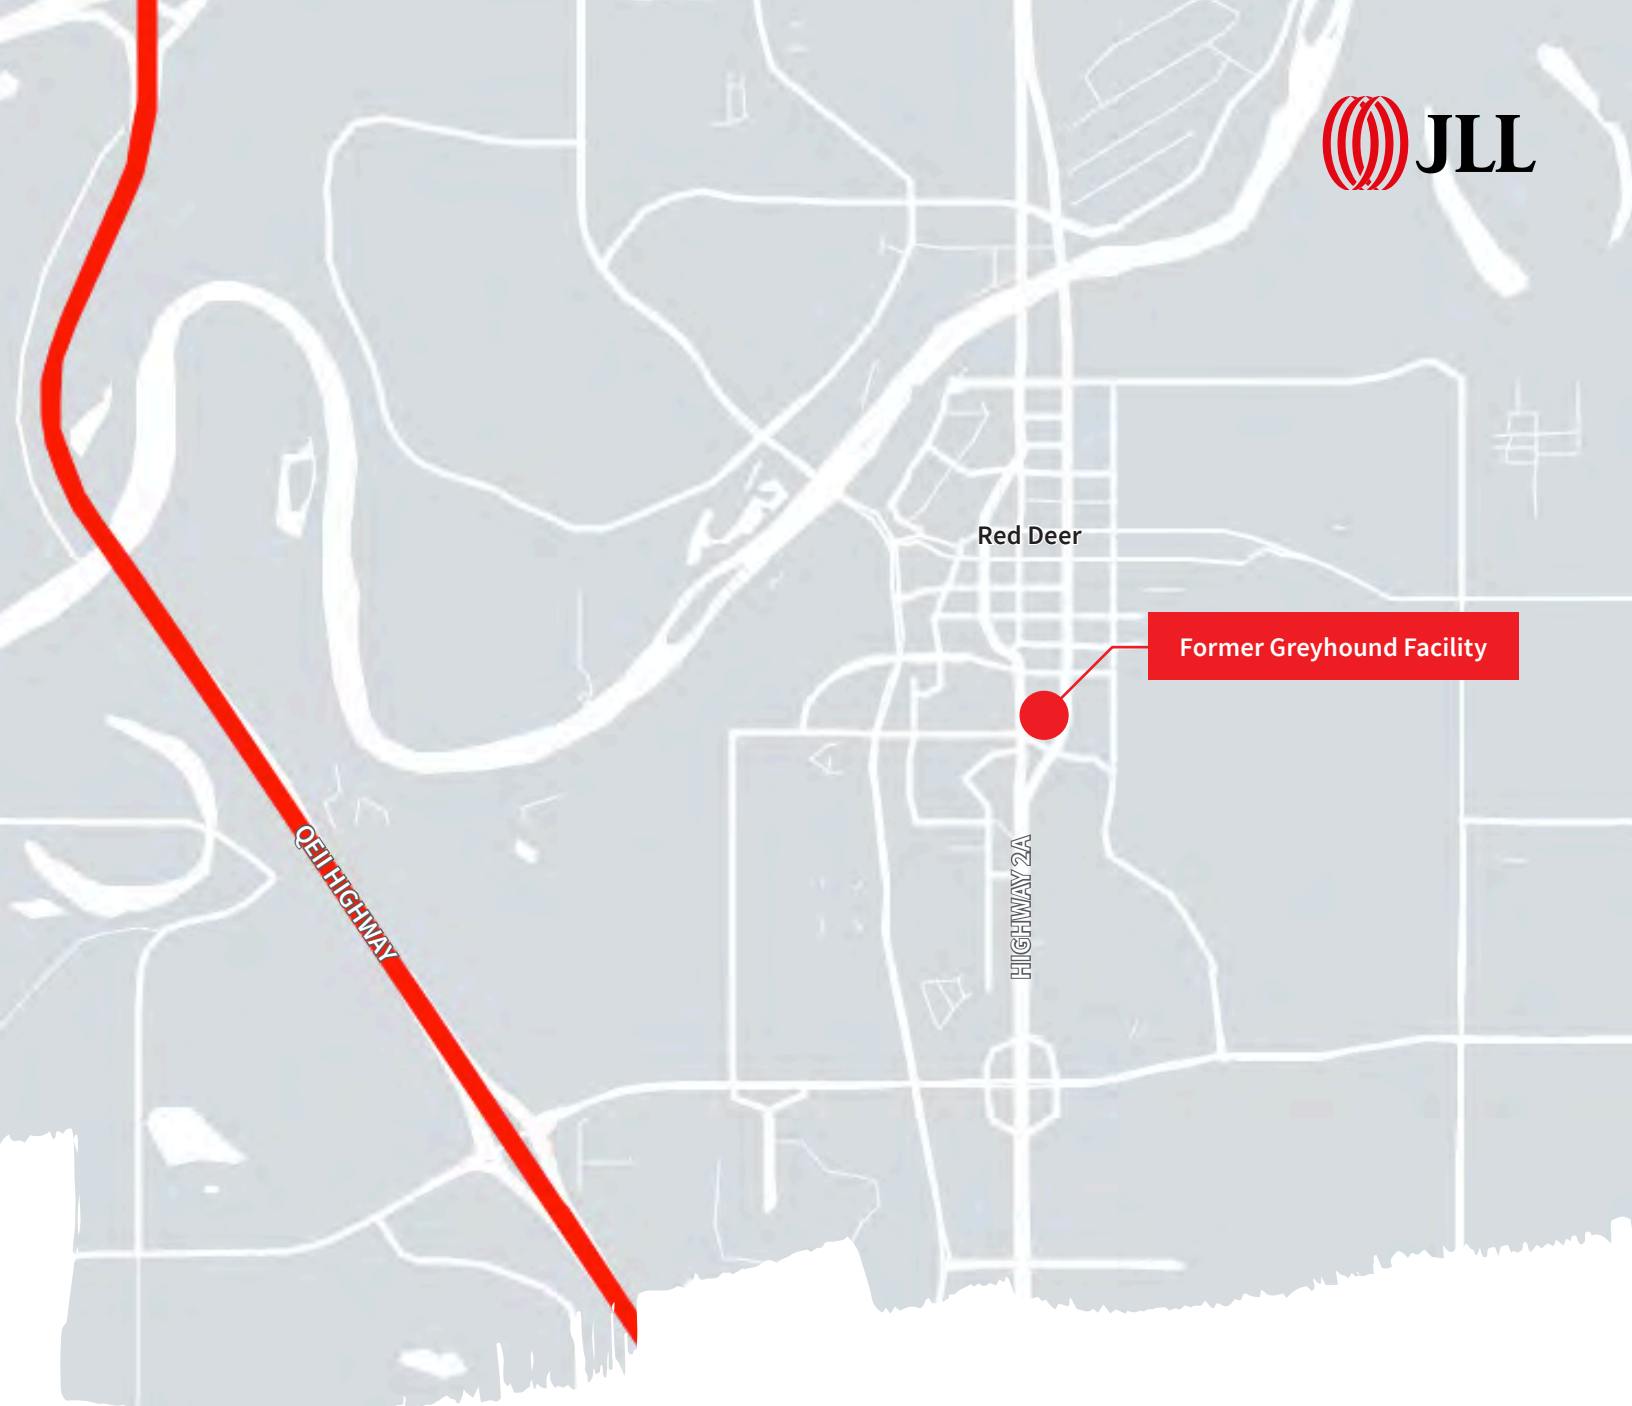 JLL
Red Deer
Former Greyhound Facility
QEII HIGHWAY
HIGHWAY 2A